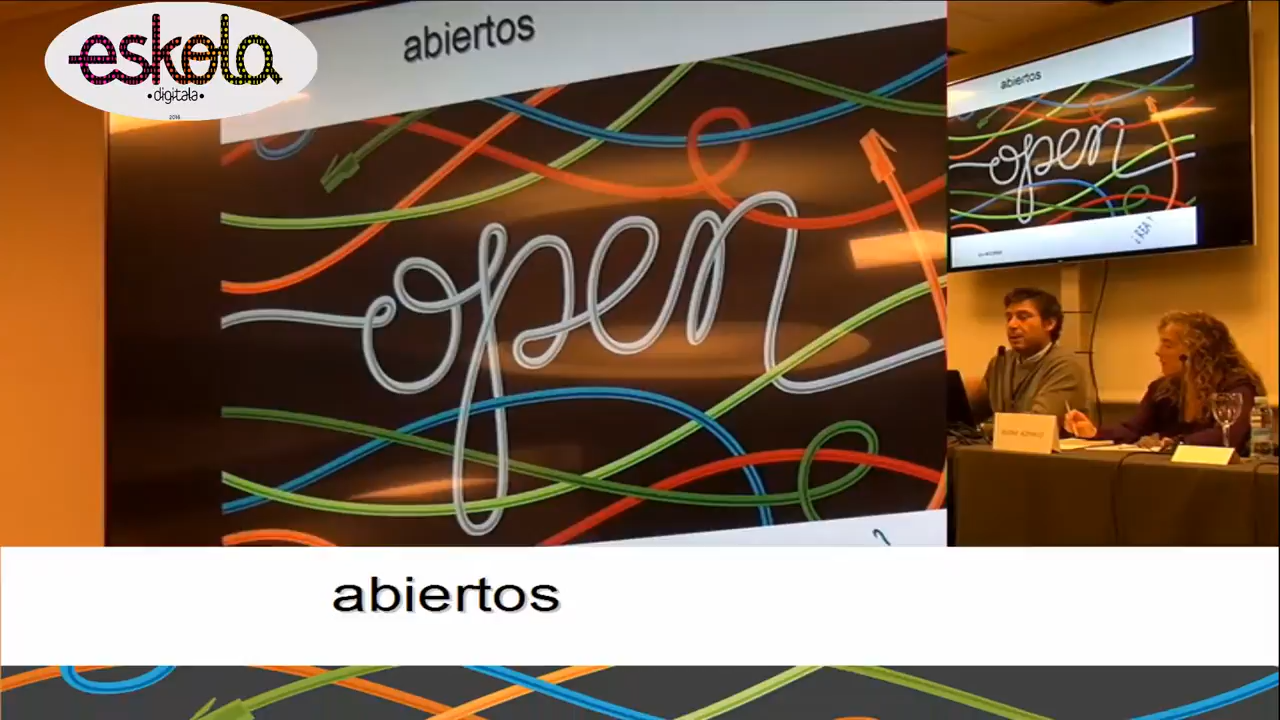 eskola
•digitala•
2016
abiertos
open
abiertos
open
abiertos